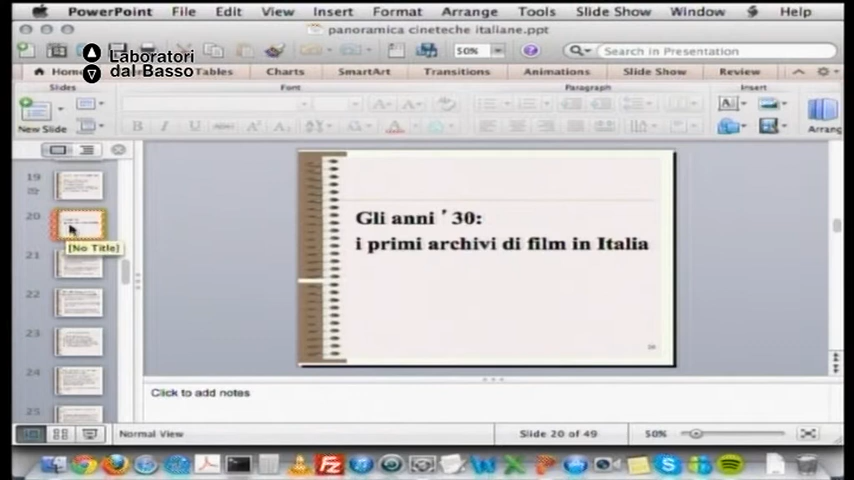 PowerPoint File Edit View Insert Format Arrange Tools Slide Show Window Help
panoramica cineteche italiane.ppt
50% Search in Presentation
Laboratori
dal Basso
Home Tables Charts SmartArt Transitions Animations Slide Show Review
Slides Font Paragraph Insert
New Slide Arrang
19
20
[No Title]
21
22
23
24
25
Gli anni ’30:
i primi archivi di film in Italia
Click to add notes
Normal View Slide 20 of 49 50%